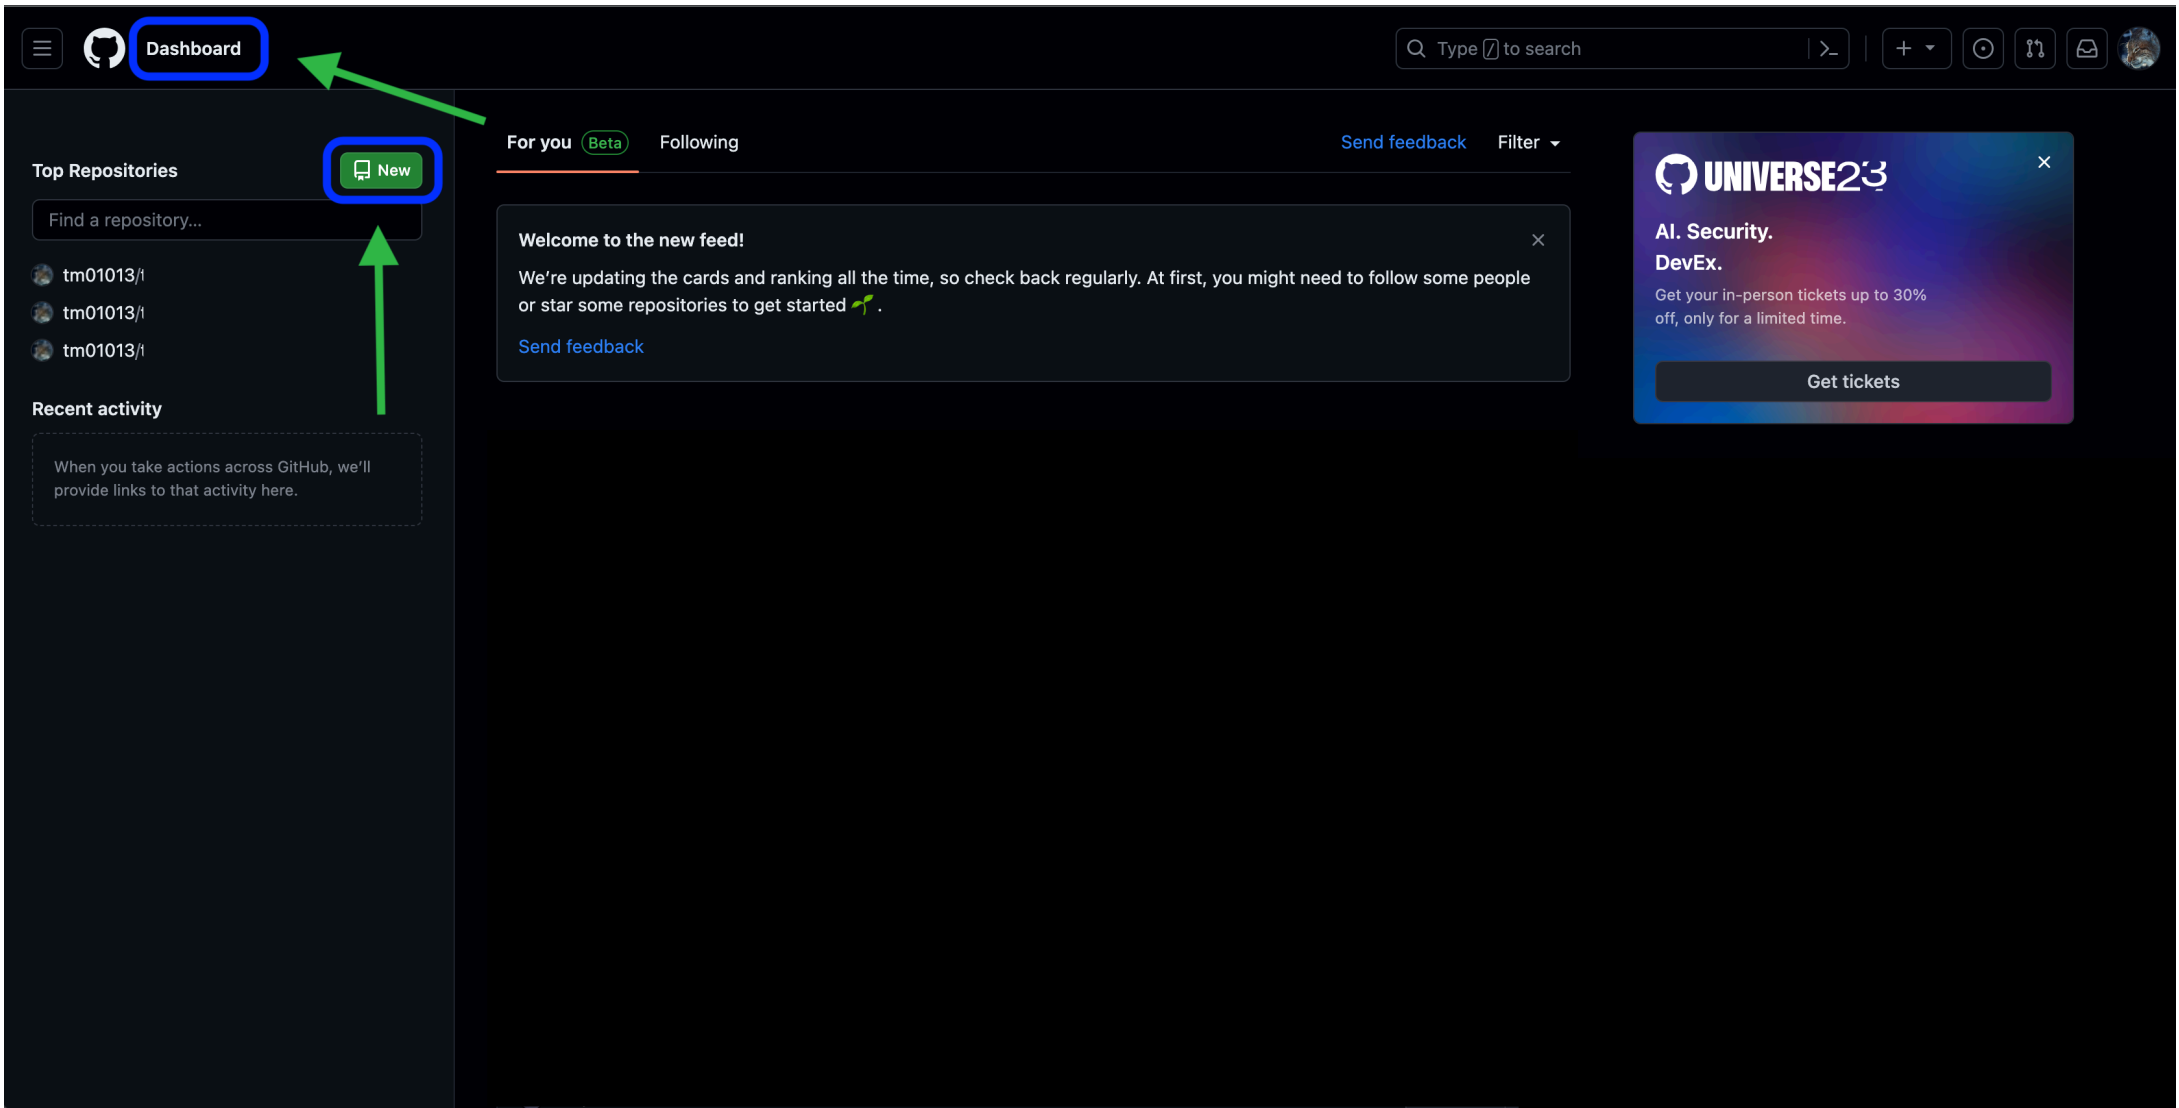 Dashboard
Type / to search
Top Repositories
New
Find a repository...
tm01013/
tm01013/
tm01013/
Recent activity
When you take actions across GitHub, we’ll
provide links to that activity here.
For you Beta Following Send feedback Filter
Welcome to the new feed!
We’re updating the cards and ranking all the time, so check back regularly. At first, you might need to follow some people
or star some repositories to get started 🌱 .
Send feedback
UNIVERSE23
AI. Security.
DevEx.
Get your in-person tickets up to 30%
off, only for a limited time.
Get tickets